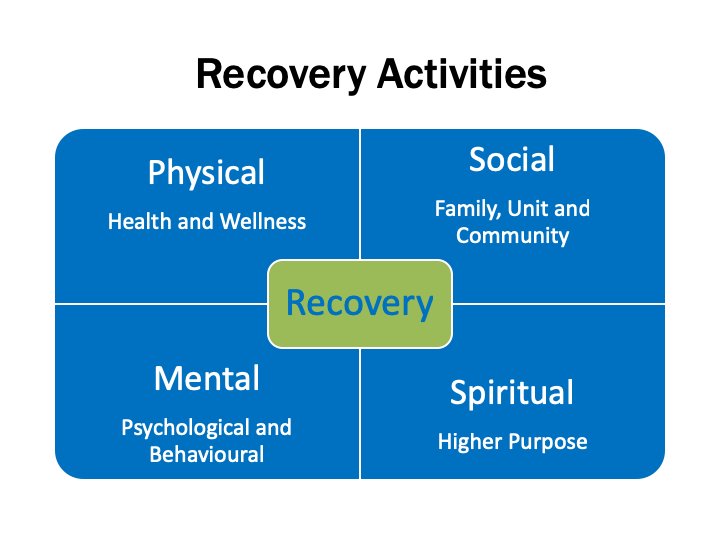 Recovery Activities
Physical
Health and Wellness
Social
Family, Unit and
Community
Recovery
Mental
Psychological and
Behavioural
Spiritual
Higher Purpose